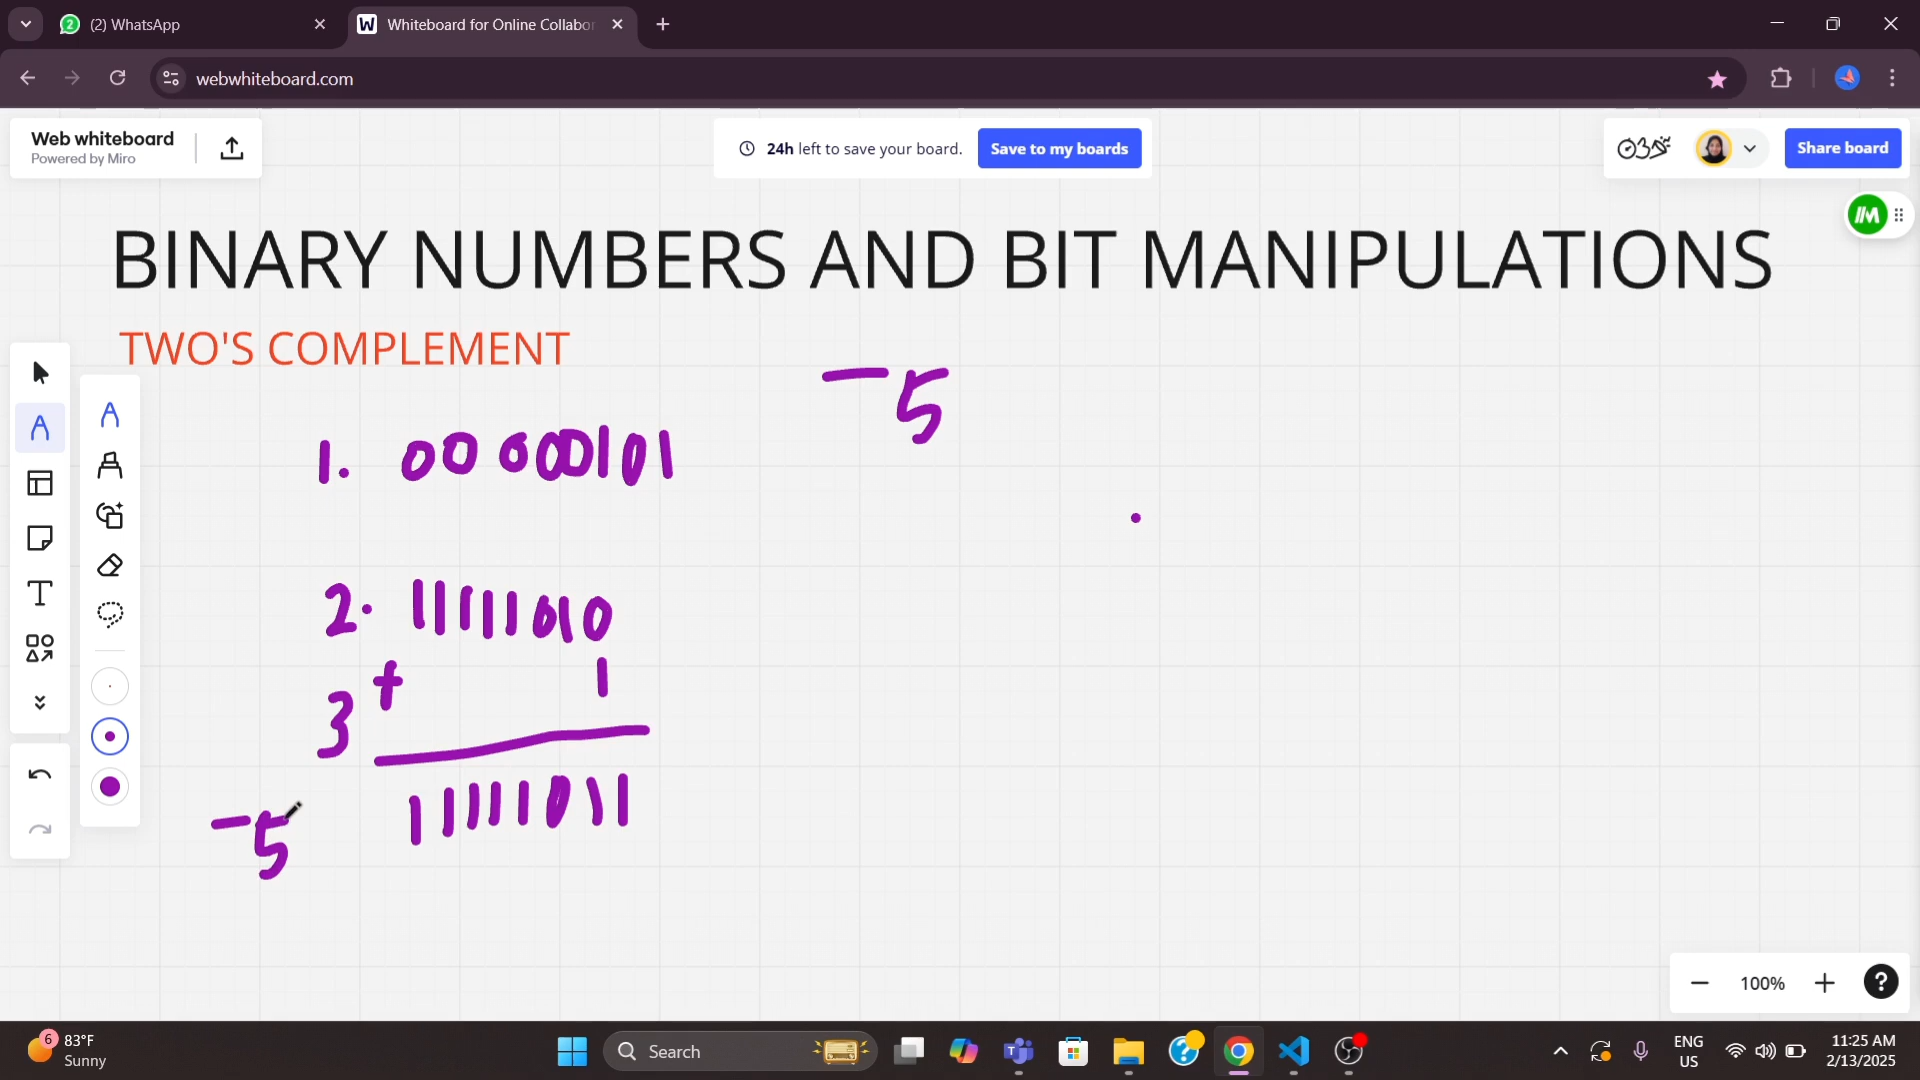 (2) WhatsApp
Whiteboard for Online Collabor
webwhiteboard.com
Web whiteboard
Powered by Miro
24h left to save your board.
Save to my boards
Share board
BINARY NUMBERS AND BIT MANIPULATIONS
TWO'S COMPLEMENT
-5
1. 00000101
2. 11111010
+ 1
3
11111011
-5
100%
6
83°F
Sunny
Search
ENG
US
11:25 AM
2/13/2025